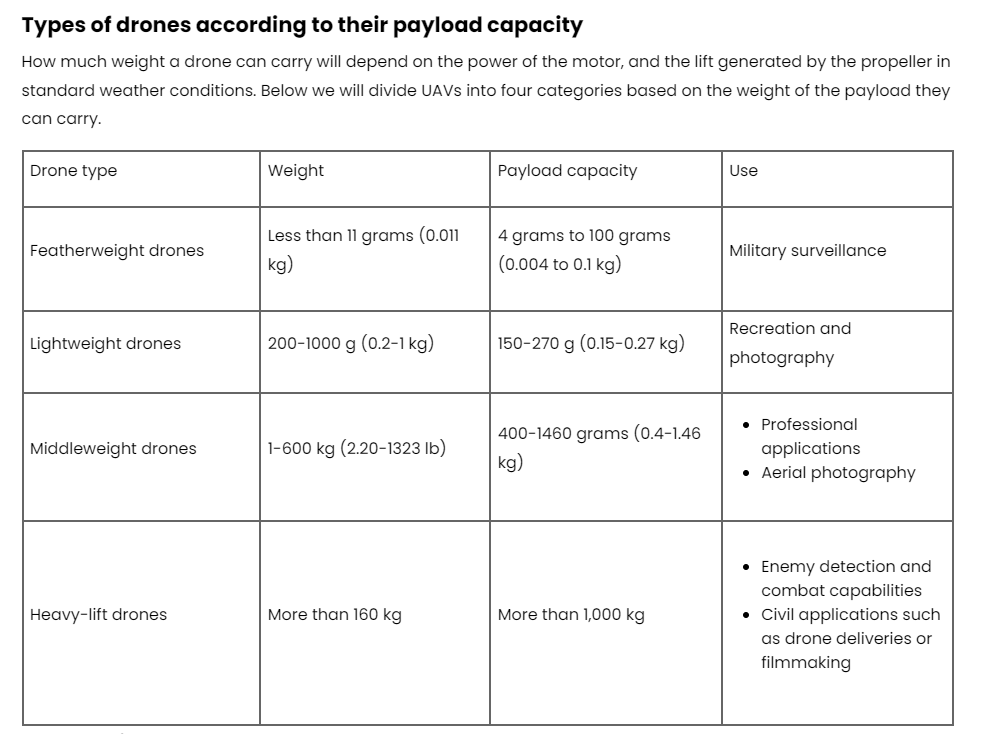 Types of drones according to their payload capacity
How much weight a drone can carry will depend on the power of the motor, and the lift generated by the propeller in
standard weather conditions. Below we will divide UAVs into four categories based on the weight of the payload they
can carry.
Drone type
Weight
Payload capacity
Use
Featherweight drones
Less than 11 grams (0.011
kg)
4 grams to 100 grams
(0.004 to 0.1 kg)
Military surveillance
Lightweight drones
200-1000 g (0.2-1 kg)
150-270 g (0.15-0.27 kg)
Recreation and
photography
Middleweight drones
1-600 kg (2.20-1323 lb)
400-1460 grams (0.4-1.46
kg)
• Professional
applications
• Aerial photography
Heavy-lift drones
More than 160 kg
More than 1,000 kg
• Enemy detection and
combat capabilities
• Civil applications such
as drone deliveries or
filmmaking